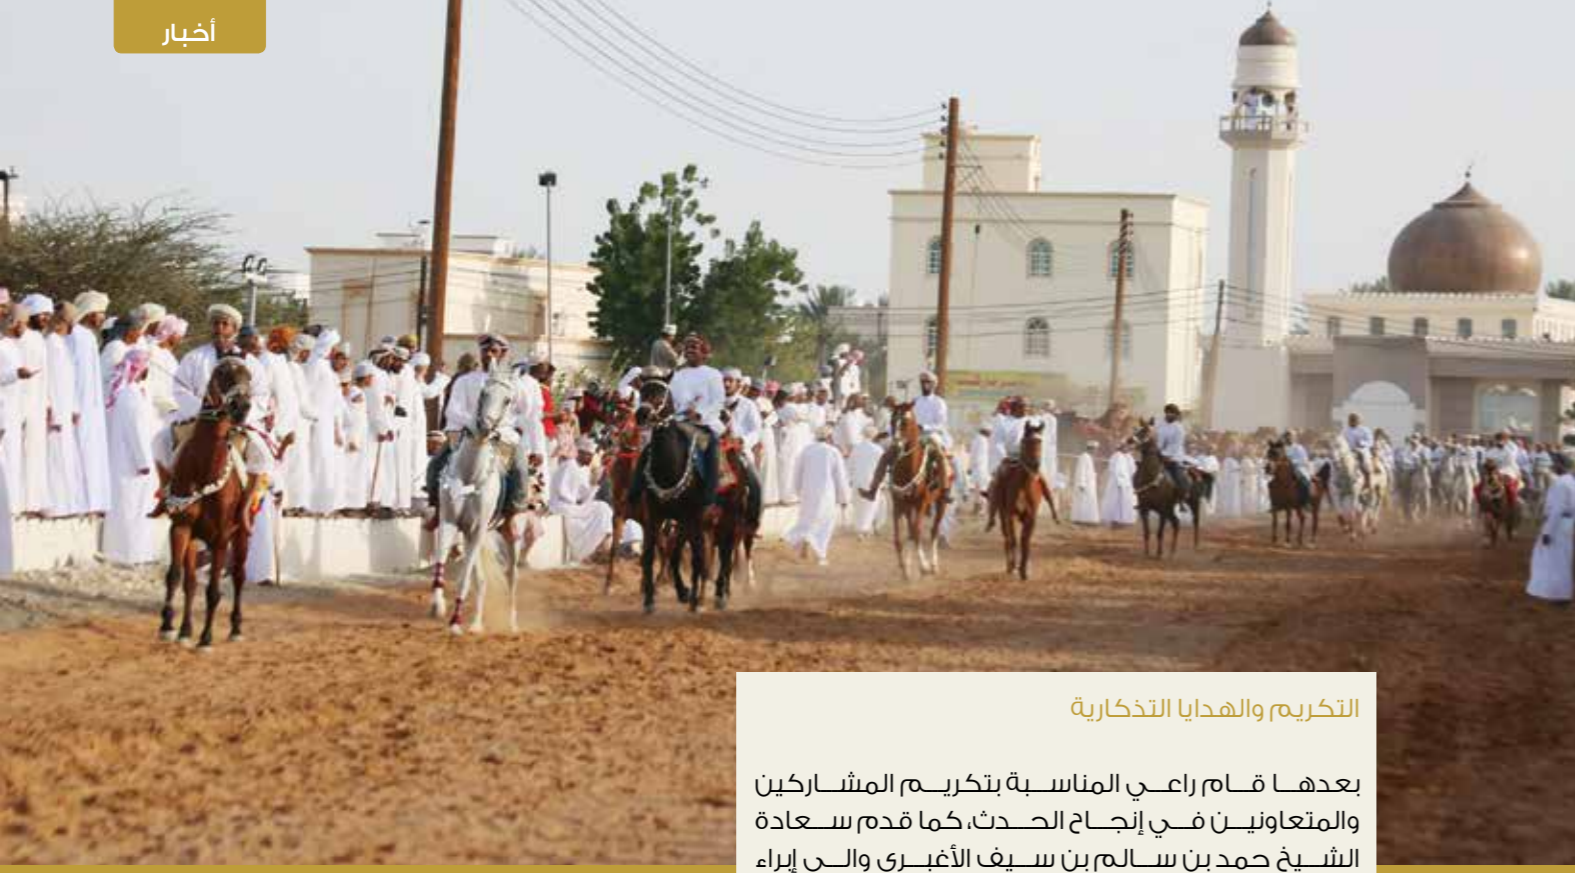 أخبار
التكريم والهدايا التذكارية
بعدها قام راعي المناسبة بتكريم المشاركين
والمتعاونين في إنجاح الحدث، كما قدم سعادة
الشيخ حمد بن سالم بن سيف الأغبري والي إبراء